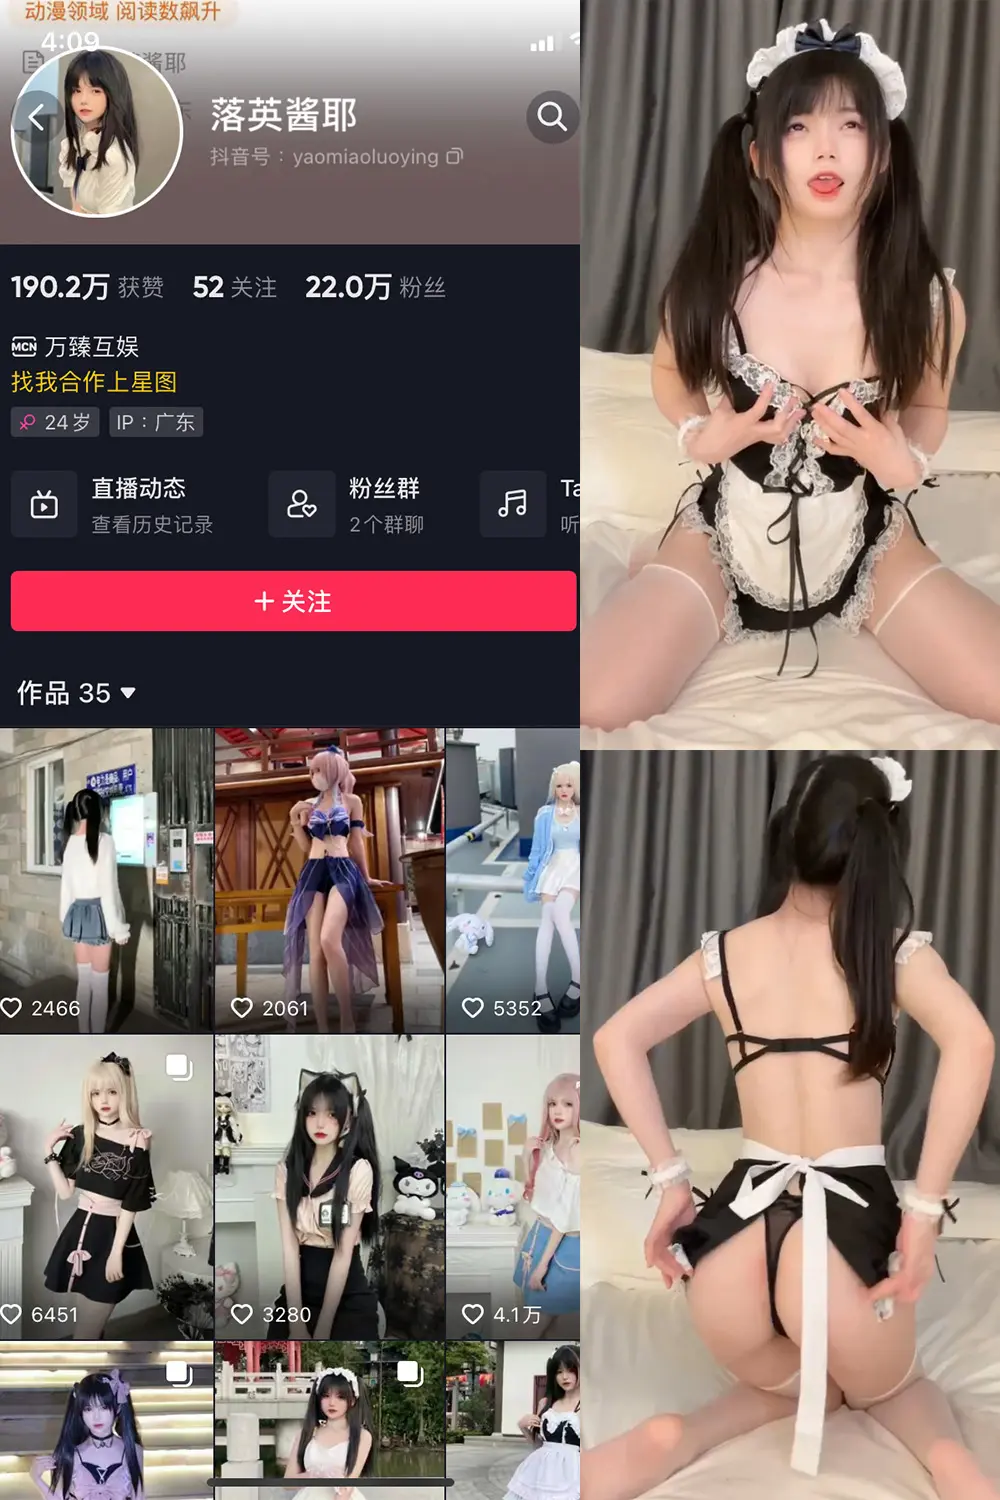 动漫领域 阅读数飙升
4:09
酱耶
落英酱耶
抖音号：yaomiaoluoying
190.2万 获赞 52 关注 22.0万 粉丝
MCN 万臻互娱
找我合作上星图
24岁 IP：广东
直播动态 粉丝群
查看历史记录 2个群聊 听
+ 关注
作品 35
2466 2061 5352
6451 3280 4.1万